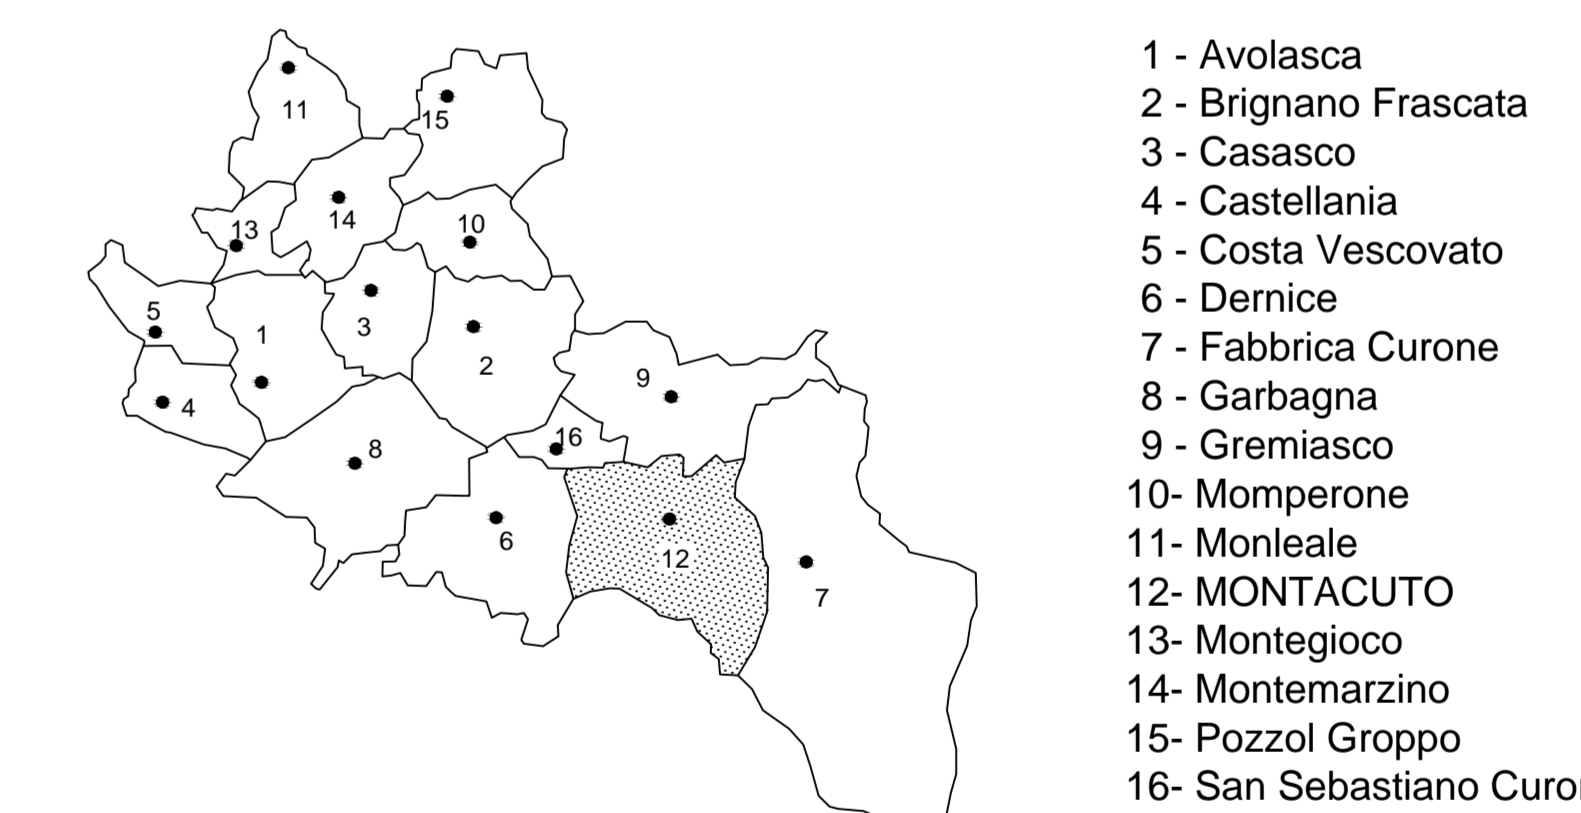 11
15
14
10
13
5
1
3
2
9
4
8
16
6
12
7
1 - Avolasca
2 - Brignano Frascata
3 - Casasco
4 - Castellania
5 - Costa Vescovato
6 - Dernice
7 - Fabbrica Curone
8 - Garbagna
9 - Gremiasco
10- Momperone
11- Monleale
12- MONTACUTO
13- Montegioco
14- Montemarzino
15- Pozzol Groppo
16- San Sebastiano